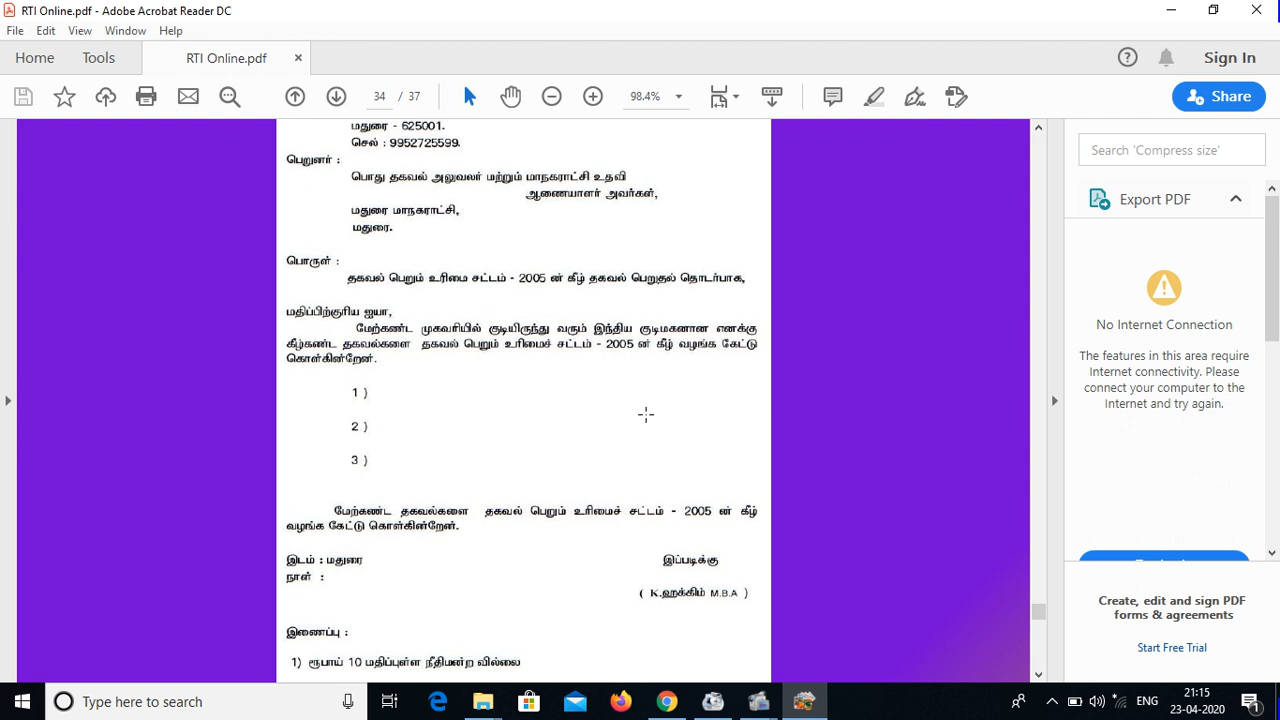 RTI Online.pdf - Adobe Acrobat Reader DC
File Edit View Window Help
Home Tools RTI Online.pdf × Sign In
34 / 37 98.4% Share
மதுரை - 625001.
செல் : 9952725599.
பெறுனர் :
பொது தகவல் அலுவலர் மற்றும் மாநகராட்சி உதவி
ஆணையாளர் அவர்கள்,
மதுரை மாநகராட்சி,
மதுரை.
பொருள் :
தகவல் பெறும் உரிமை சட்டம் - 2005 ன் கீழ் தகவல் பெறுதல் தொடர்பாக,
மதிப்பிற்குரிய ஐயா,
மேற்கண்ட முகவரியில் குடியிருந்து வரும் இந்திய குடிமகனான எனக்கு
கீழ்கண்ட தகவல்களை தகவல் பெறும் உரிமைச் சட்டம் - 2005 ன் கீழ் வழங்க கேட்டு
கொள்கின்றேன்.
1 )
2 )
3 )
மேற்கண்ட தகவல்களை தகவல் பெறும் உரிமைச் சட்டம் - 2005 ன் கீழ்
வழங்க கேட்டு கொள்கின்றேன்.
இடம் : மதுரை இப்படிக்கு
நாள் :
( K.ஹக்கிம் M.B.A )
இணைப்பு :
1) ரூபாய் 10 மதிப்புள்ள நீதிமன்ற வில்லை
Search 'Compress size'
Export PDF
No Internet Connection
The features in this area require
Internet connectivity. Please
connect your computer to the
Internet and try again.
Create, edit and sign PDF
forms & agreements
Start Free Trial
Type here to search
ENG 21:15
23-04-2020 1